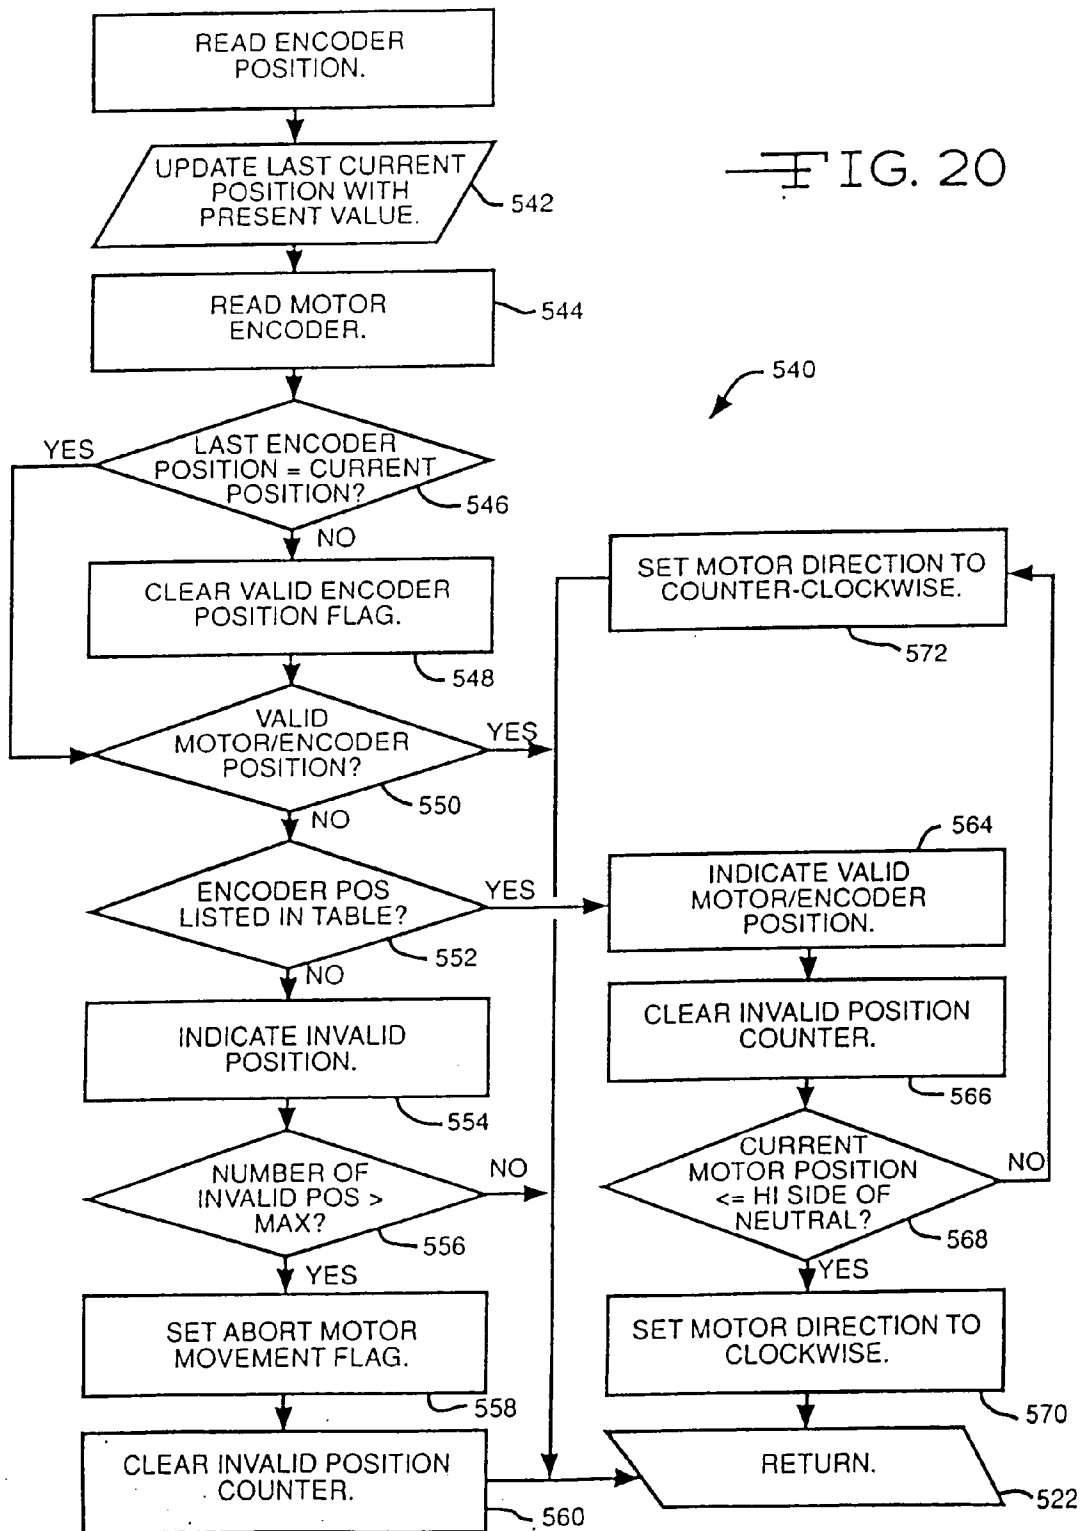 READ ENCODER
POSITION.
UPDATE LAST CURRENT
POSITION WITH
PRESENT VALUE.
542
FIG. 20
READ MOTOR
ENCODER.
544
540
YES
LAST ENCODER
POSITION = CURRENT
POSITION?
546
NO
CLEAR VALID ENCODER
POSITION FLAG.
548
SET MOTOR DIRECTION TO
COUNTER-CLOCKWISE.
572
VALID
MOTOR/ENCODER
POSITION?
YES
550
NO
ENCODER POS
LISTED IN TABLE?
YES
552
NO
564
INDICATE VALID
MOTOR/ENCODER
POSITION.
INDICATE INVALID
POSITION.
554
CLEAR INVALID POSITION
COUNTER.
566
NUMBER OF
INVALID POS >
MAX?
NO
556
YES
CURRENT
MOTOR POSITION
<= HI SIDE OF
NEUTRAL?
NO
568
YES
SET ABORT MOTOR
MOVEMENT FLAG.
558
SET MOTOR DIRECTION TO
CLOCKWISE.
570
CLEAR INVALID POSITION
COUNTER.
560
RETURN.
522